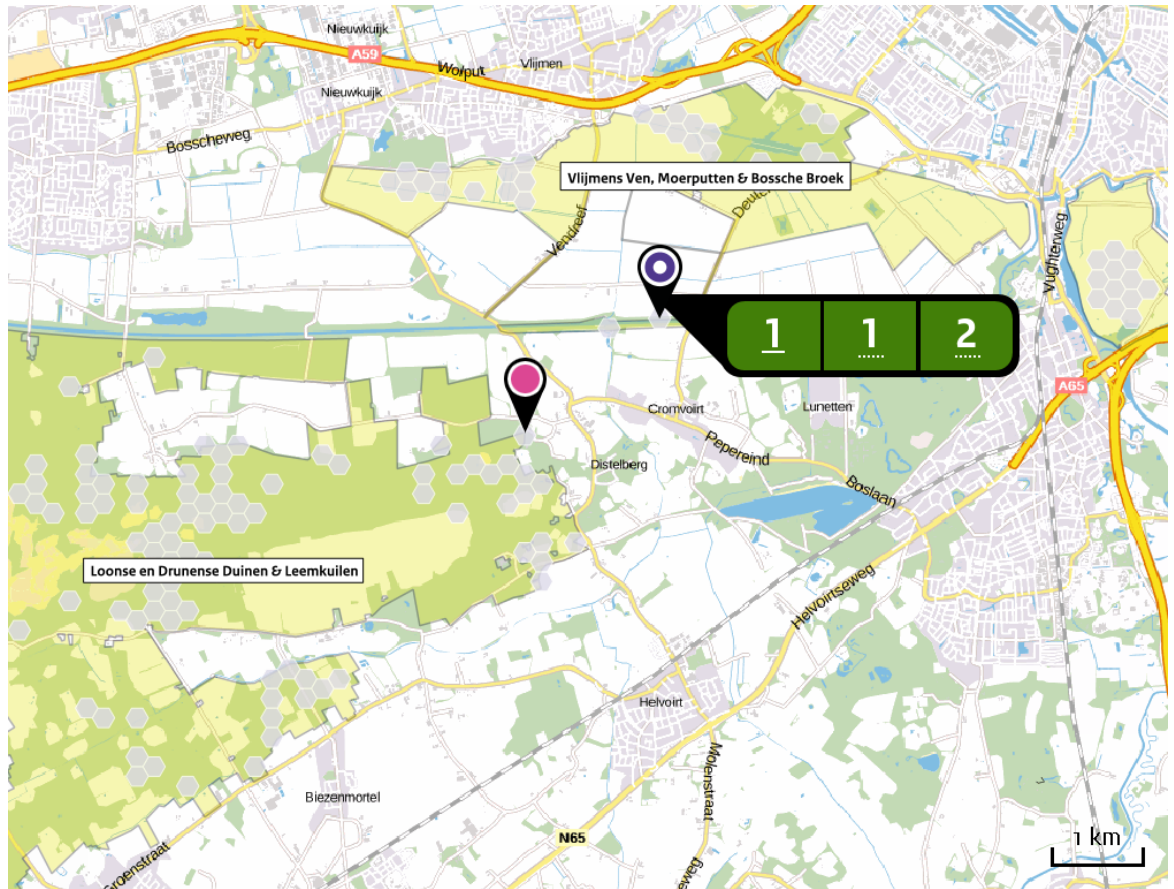 Nieuwkuijk
A59
Wolput
Vlijmen
Nieuwkuijk
Bosscheweg
Vlijmens Ven, Moerputten & Bossche Broek
Deuter
Vendreef
Vughterweg
1 1 2
A65
Cromvoirt
Lunetten
Pepereind
Distelberg
Boslaan
Loonse en Drunense Duinen & Leemkuilen
Helvoirtseweg
Helvoirt
Molenstraat
Biezenmortel
N65
1 km
Groenstraat